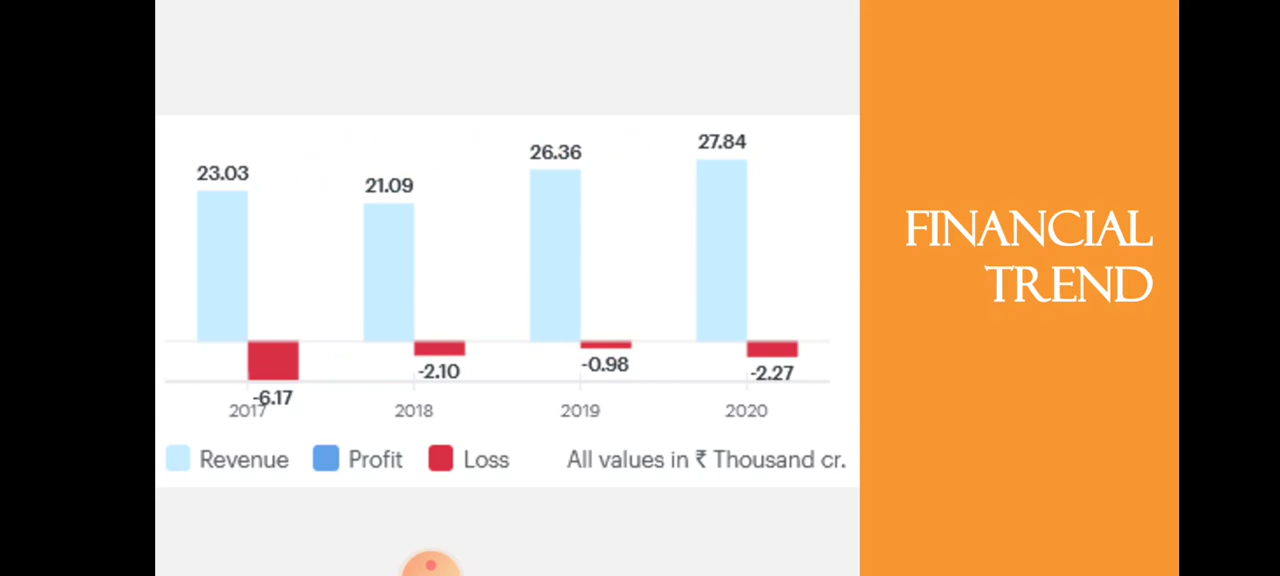 23.03
21.09
26.36
27.84
-6.17
-2.10
-0.98
-2.27
2017
2018
2019
2020
Revenue
Profit
Loss
All values in ₹ Thousand cr.
FINANCIAL
TREND